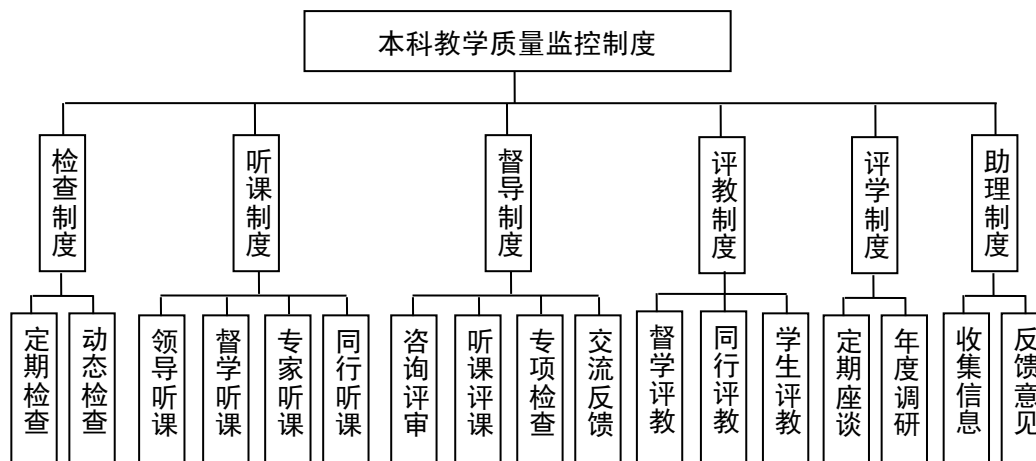 本科教学质量监控制度
检查制度
听课制度
督导制度
评教制度
评学制度
助理制度
定期检查
动态检查
领导听课
督学听课
专家听课
同行听课
咨询评审
听课评课
专项检查
交流反馈
督学评教
同行评教
学生评教
定期座谈
年度调研
收集信息
反馈意见